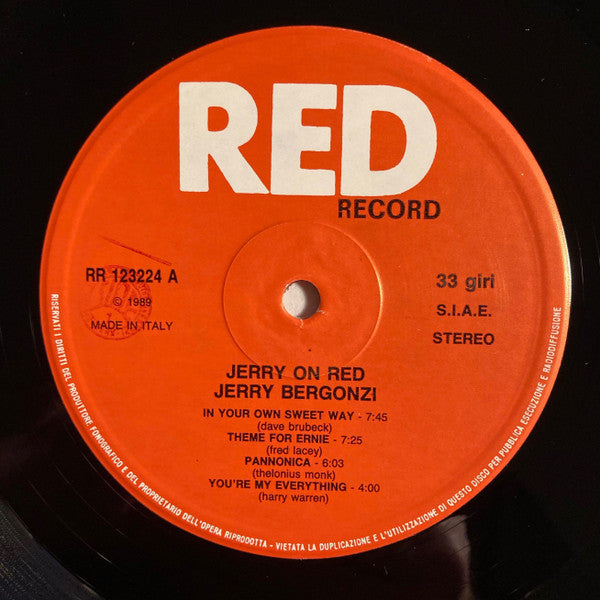 RED
RECORD
RR 123224 A
© 1989
MADE IN ITALY
33 giri
S.I.A.E.
STEREO
JERRY ON RED
JERRY BERGONZI
IN YOUR OWN SWEET WAY - 7:45
(dave brubeck)
THEME FOR ERNIE - 7:25
(fred lacey)
PANNONICA - 6:03
(thelonius monk)
YOU'RE MY EVERYTHING - 4:00
(harry warren)
RISERVATI I DIRITTI DEL PRODUTTORE FONOGRAFICO E DEL PROPRIETARIO DELL'OPERA RIPRODOTTA - VIETATA LA DUPLICAZIONE E L'UTILIZZAZIONE DI QUESTO DISCO PER PUBBLICA ESECUZIONE E RADIODIFFUSIONE